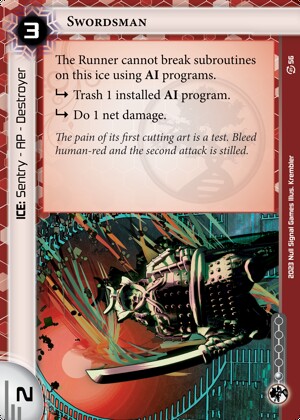 3
SWORDSMAN
The Runner cannot break subroutines
on this ice using AI programs.
↳ Trash 1 installed AI program.
↳ Do 1 net damage.
The pain of its first cutting art is a test. Bleed
human-red and the second attack is stilled.
ICE: Sentry - AP - Destroyer
56
2023 Null Signal Games Illus. Krembler
2